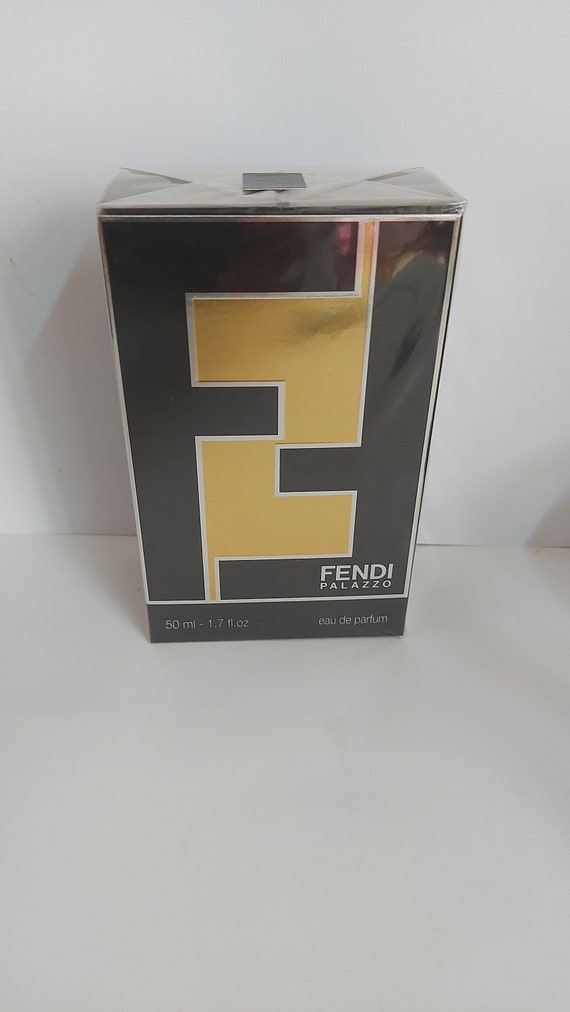 FENDI
PALAZZO
50 ml - 1.7 fl.oz eau de parfum